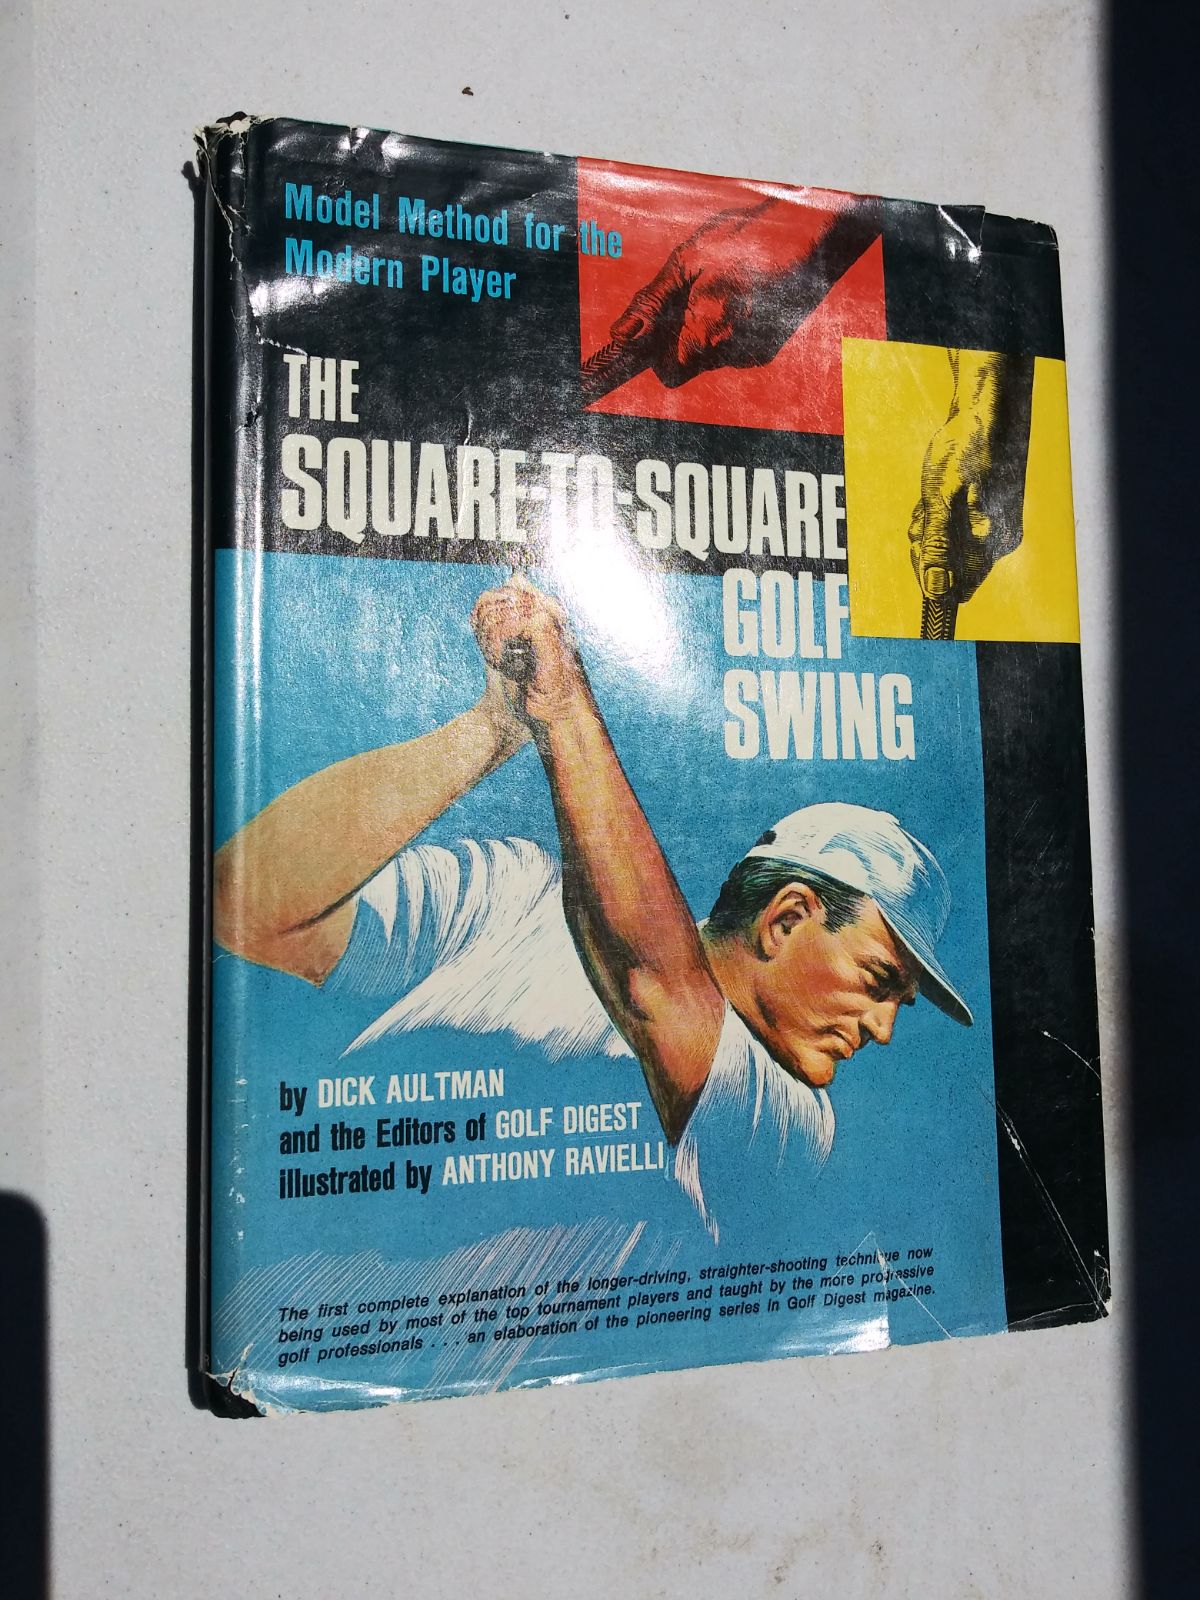 Model Method for the
Modern Player
THE
SQUARE-TO-SQUARE
GOLF
SWING
by DICK AULTMAN
and the Editors of GOLF DIGEST
illustrated by ANTHONY RAVIELLI
The first complete explanation of the longer-driving, straighter-shooting technique now
being used by most of the top tournament players and taught by the more progressive
golf professionals . . . an elaboration of the pioneering series in Golf Digest magazine.